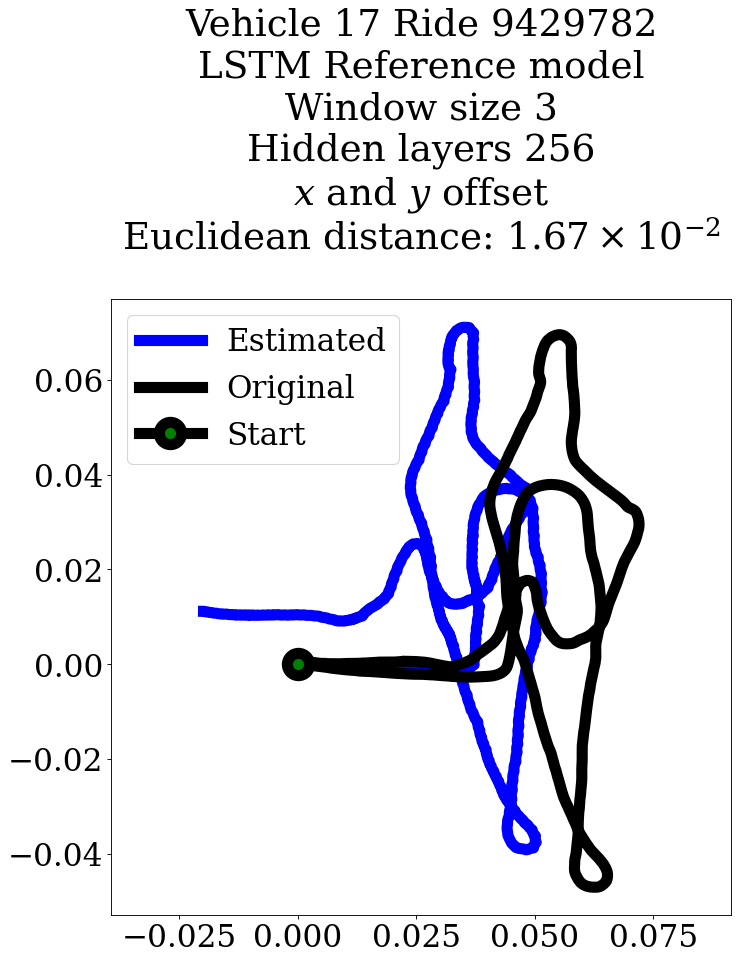 Vehicle 17 Ride 9429782
LSTM Reference model
Window size 3
Hidden layers 256
x and y offset
Euclidean distance: 1.67 × 10⁻²
Estimated
Original
Start
0.06
0.04
0.02
0.00
−0.02
−0.04
−0.025 0.000 0.025 0.050 0.075